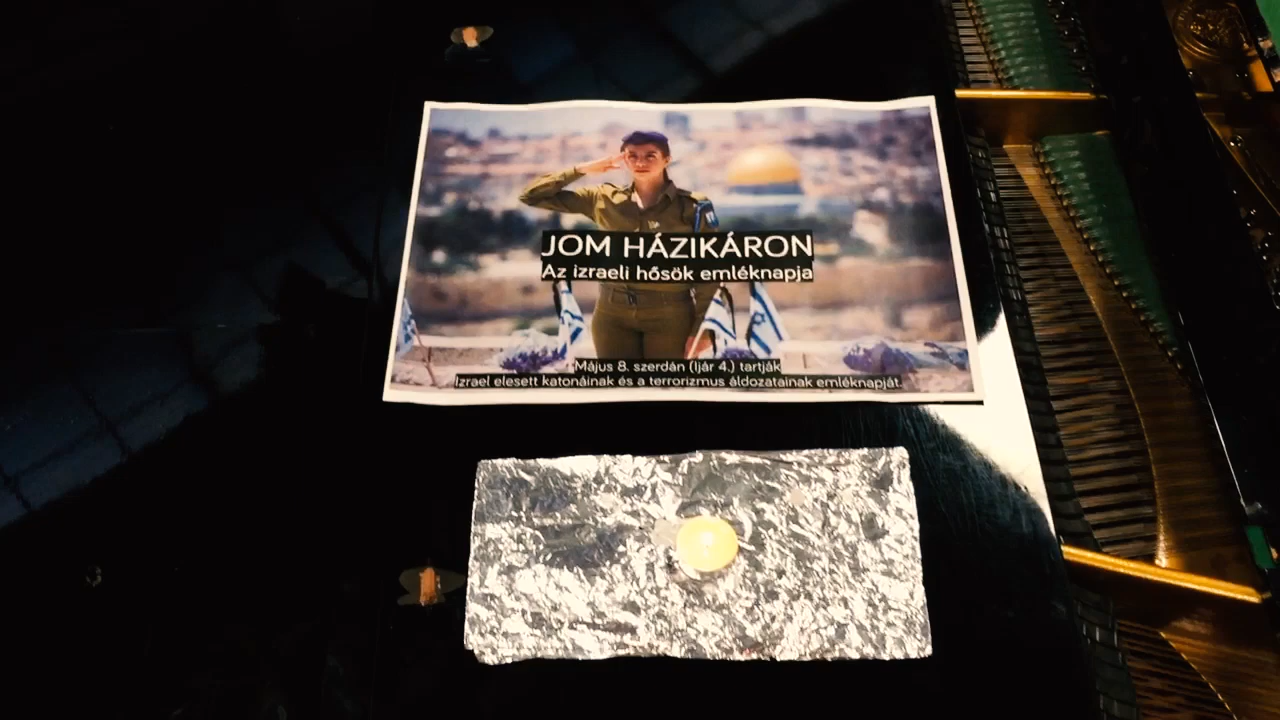 JOM HÁZIKÁRON
Az izraeli hősök emléknapja
Május 8. szerdán (Ijár 4.) tartják
Izrael elesett katonáinak és a terrorizmus áldozatainak emléknapját.